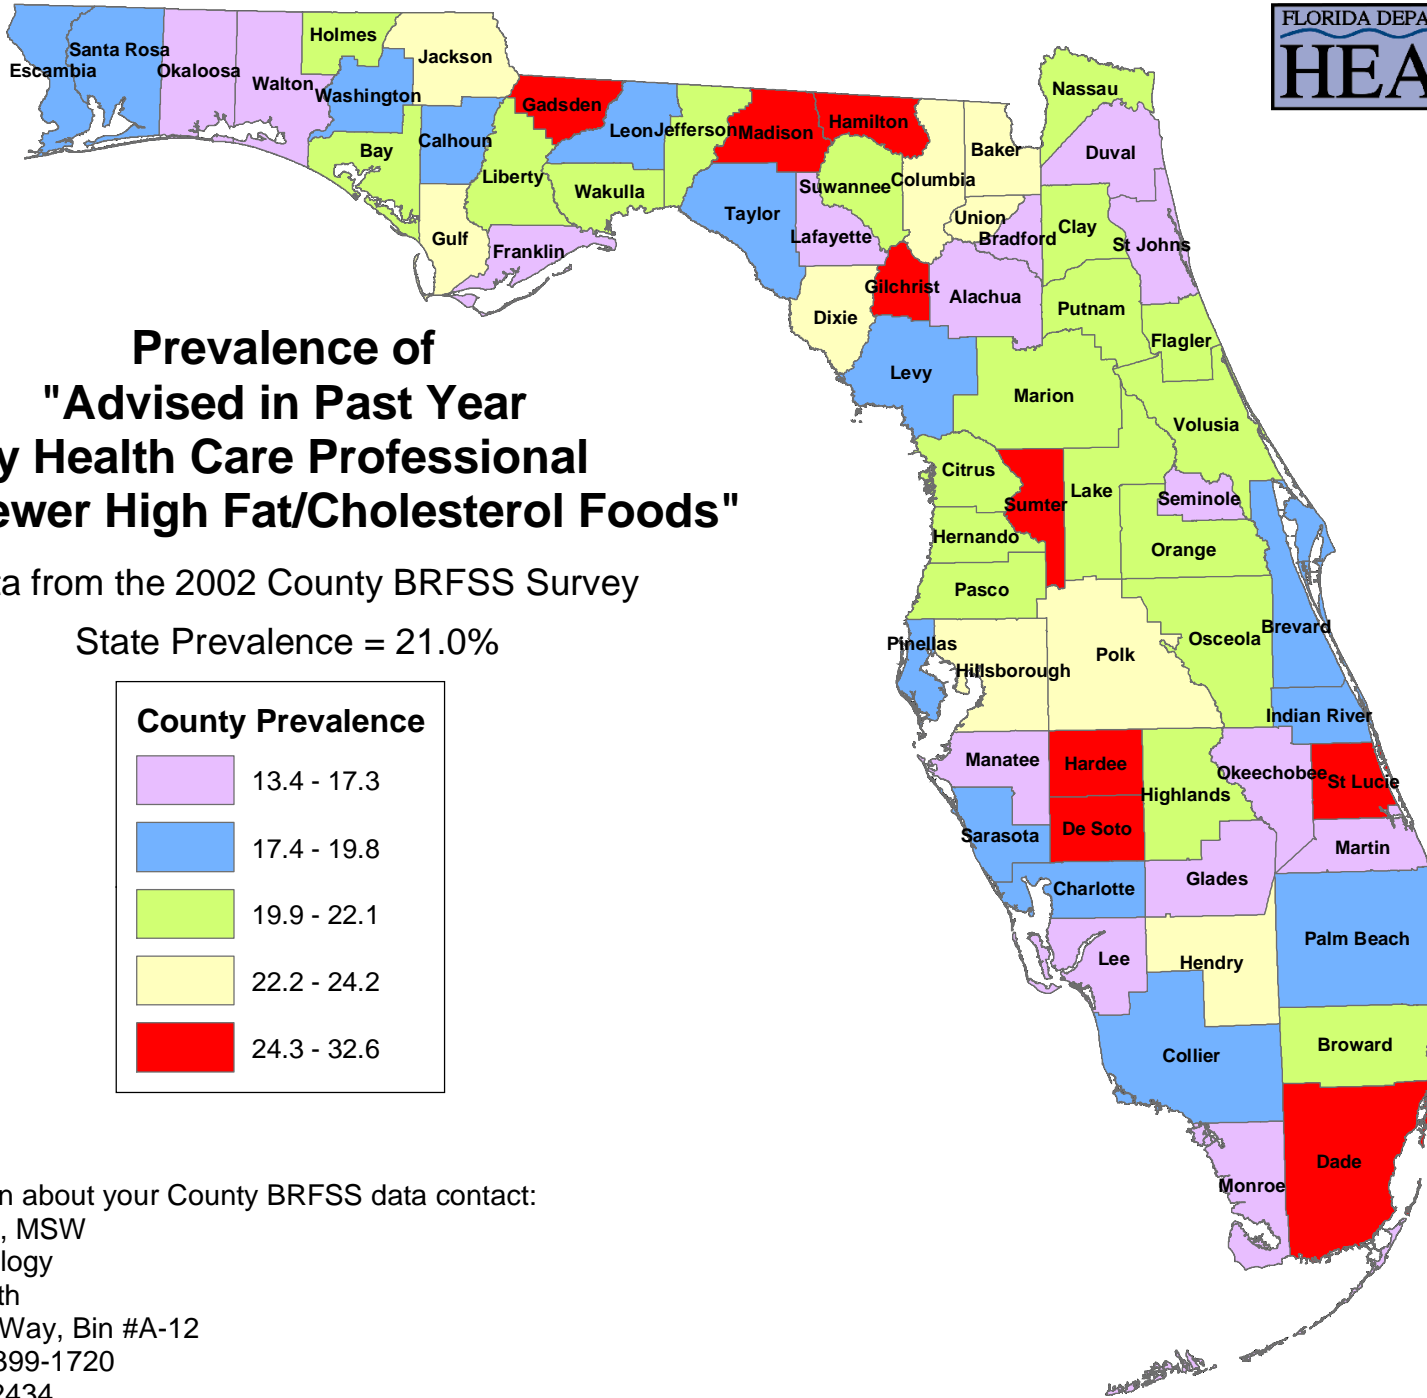 FLORIDA DEPA
HEA
Holmes
Jackson
Nassau
Santa Rosa
Escambia
Okaloosa
Walton
Washington
Gadsden
Leon
Jefferson
Madison
Hamilton
Calhoun
Bay
Baker
Duval
Liberty
Wakulla
Suwannee
Columbia
Taylor
Union
Clay
Gulf
Franklin
Lafayette
Bradford
St Johns
Gilchrist
Alachua
Dixie
Putnam
Flagler
Levy
Marion
Volusia
Prevalence of
"Advised in Past Year
y Health Care Professional
ewer High Fat/Cholesterol Foods"
ta from the 2002 County BRFSS Survey
State Prevalence = 21.0%
Citrus
Sumter
Lake
Seminole
Hernando
Orange
Pasco
Pinellas
Hillsborough
Polk
Osceola
Brevard
Indian River
Manatee
Hardee
Highlands
Okeechobee
St Lucie
Sarasota
De Soto
Martin
Charlotte
Glades
Lee
Hendry
Palm Beach
Collier
Broward
Dade
Monroe
County Prevalence
13.4 - 17.3
17.4 - 19.8
19.9 - 22.1
22.2 - 24.2
24.3 - 32.6
n about your County BRFSS data contact:
, MSW
logy
th
Way, Bin #A-12
399-1720
2434